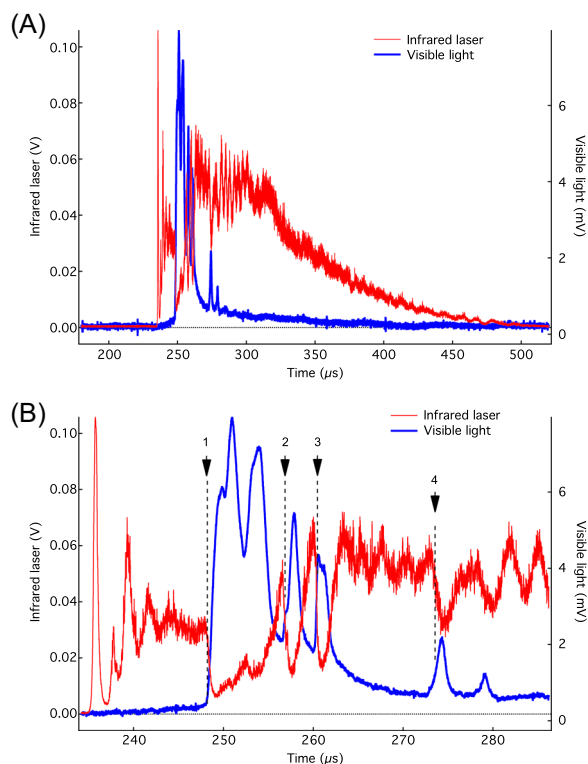 (A)
Infrared laser
Visible light
0.10
0.08
0.06
0.04
0.02
0.00
Infrared laser (V)
6
4
2
0
Visible light (mV)
200 250 300 350 400 450 500
Time (µs)
(B)
Infrared laser
Visible light
1 2 3 4
0.10
0.08
0.06
0.04
0.02
0.00
Infrared laser (V)
6
4
2
0
Visible light (mV)
240 250 260 270 280
Time (µs)